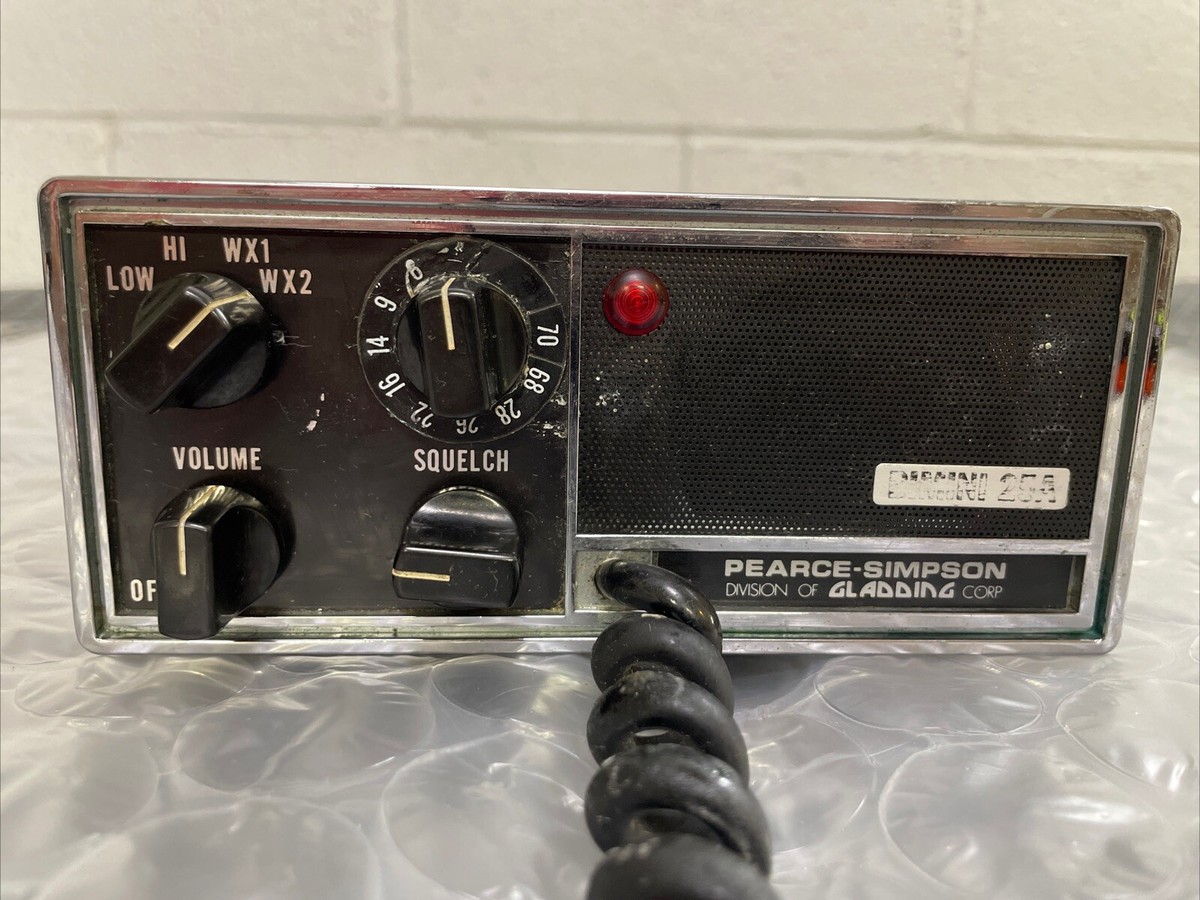 HI WX1
LOW WX2
6
9
14
16
22
26
28
68
70
VOLUME SQUELCH
OF
BIMINI 25A
PEARCE-SIMPSON
DIVISION OF GLADDING CORP